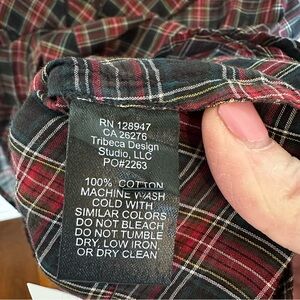 RN 128947
CA 26276
Tribeca Design
Studio, LLC
PO#2263
100% COTTON
MACHINE WASH
COLD WITH
SIMILAR COLORS
DO NOT BLEACH
DO NOT TUMBLE
DRY, LOW IRON,
OR DRY CLEAN